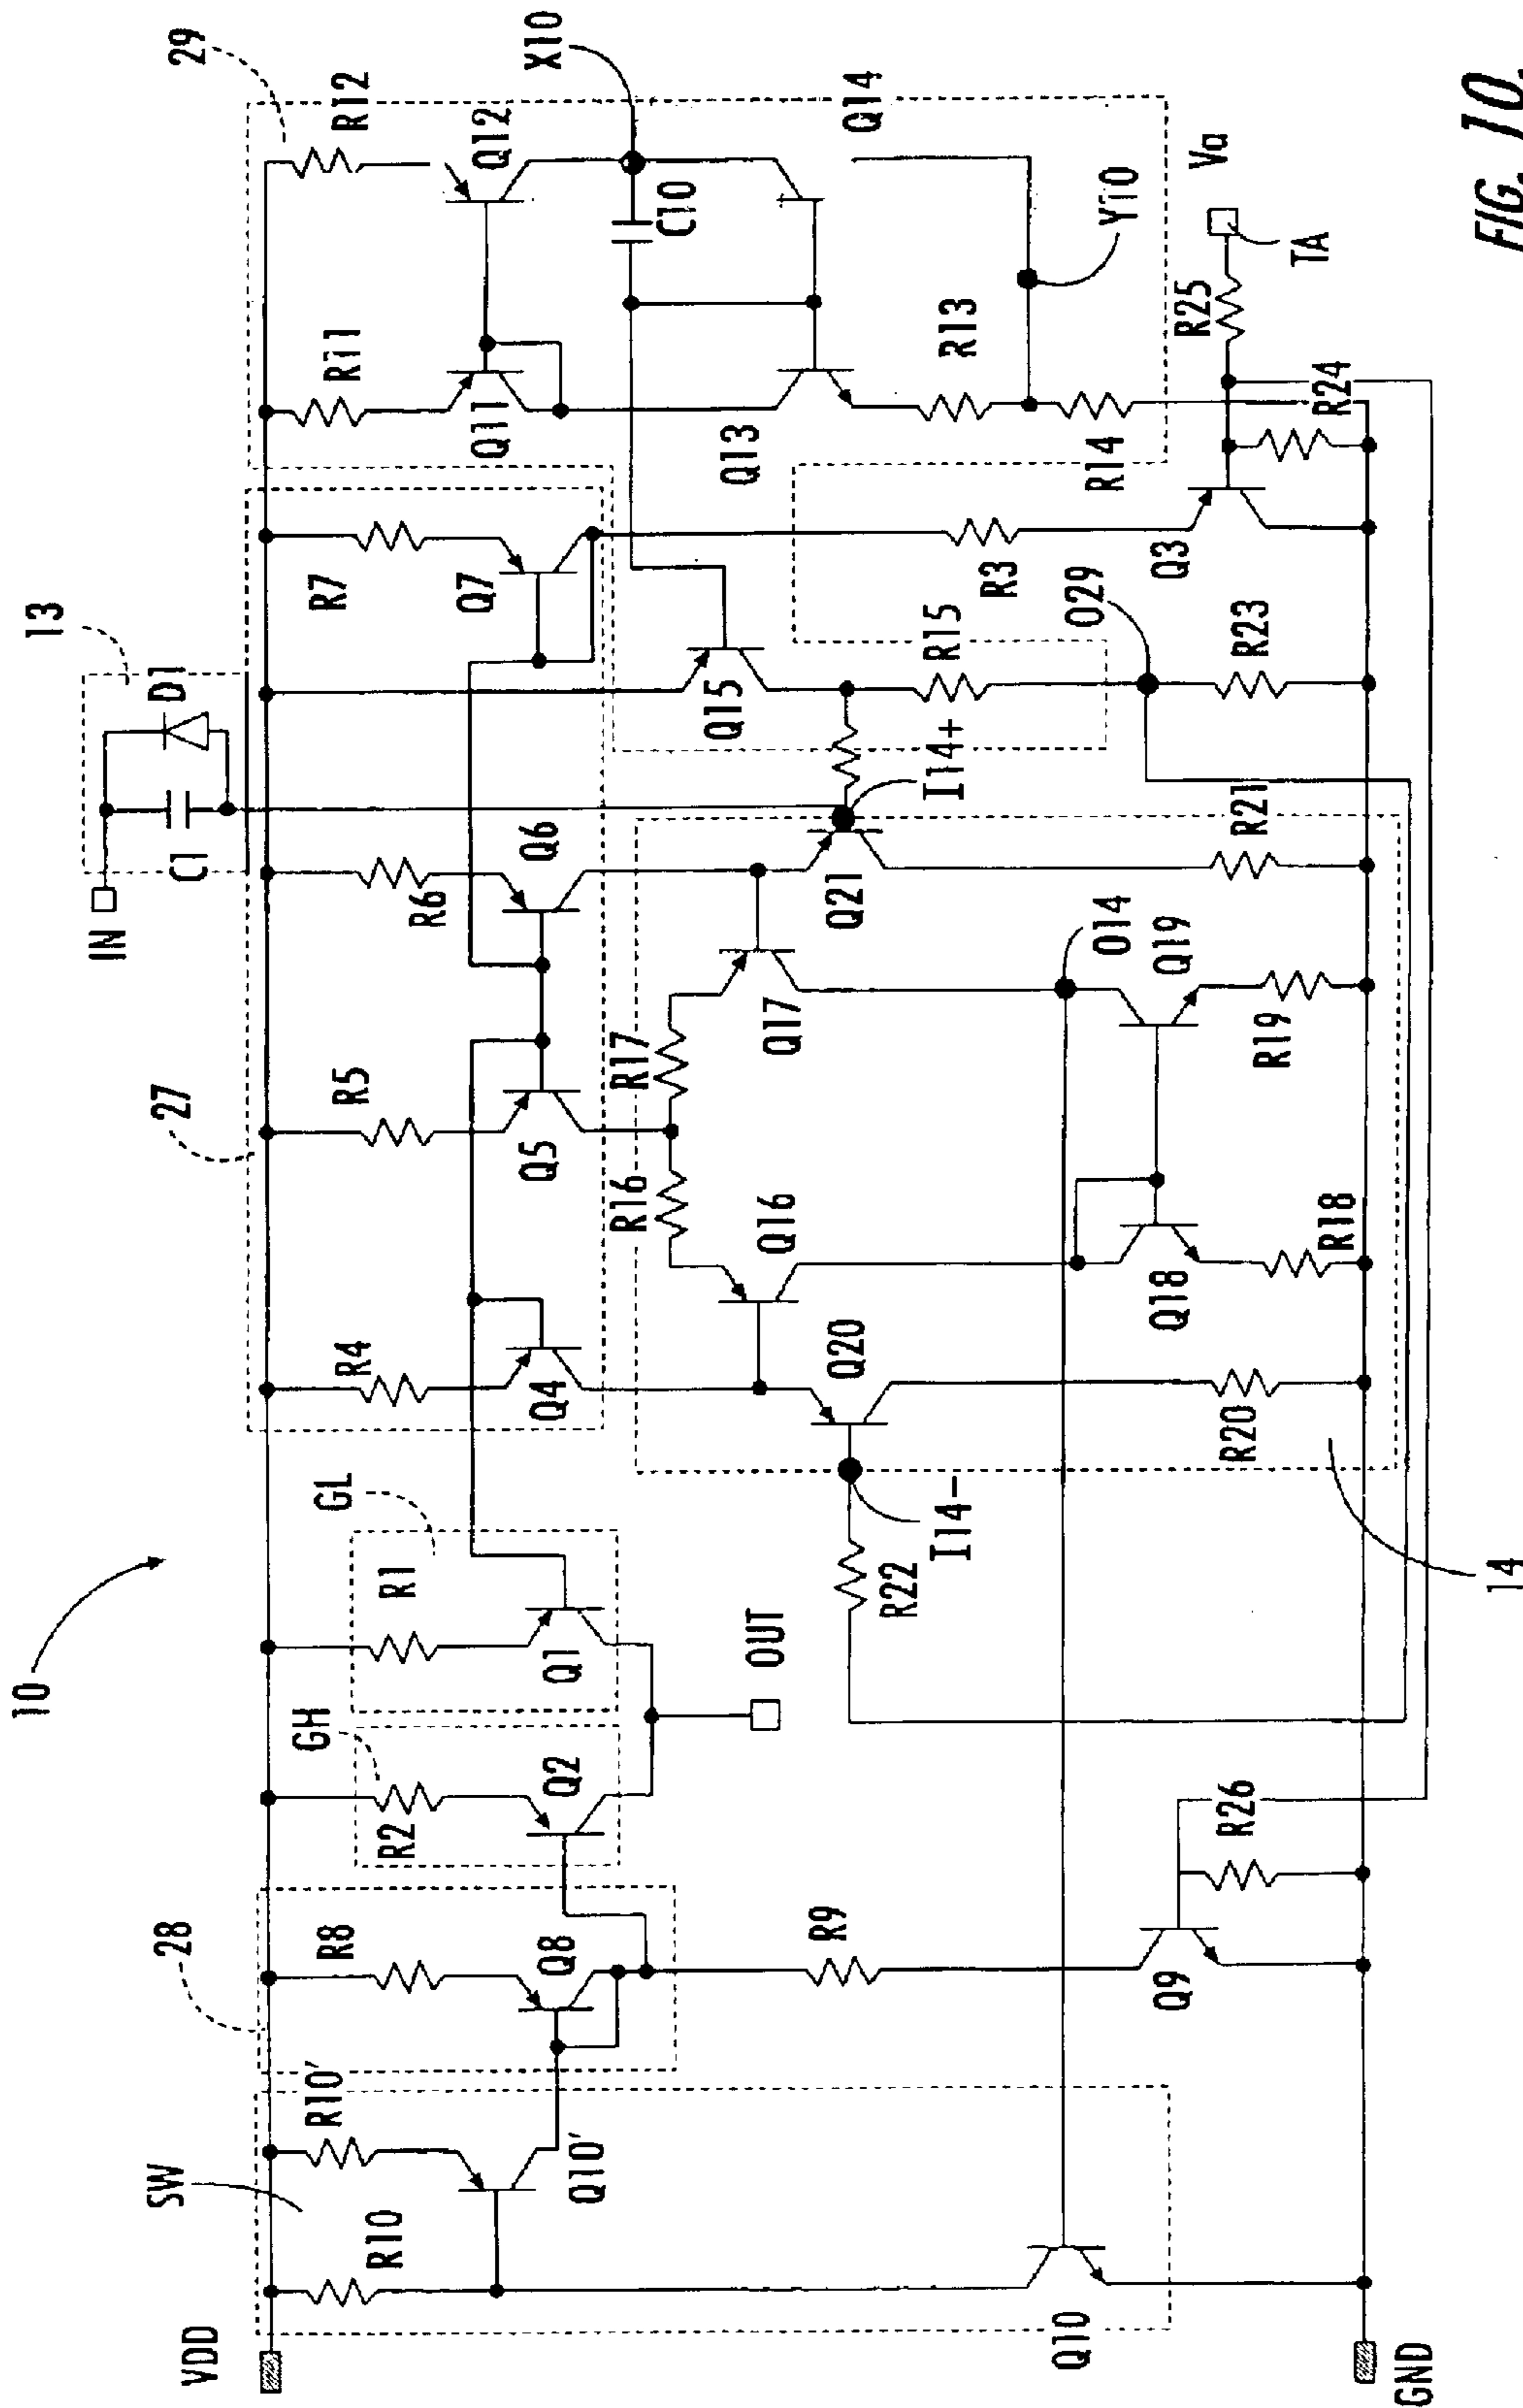 FIG. 10.
10
13
29
27
28
SW
GH
GL
IN
C1
D1
VDD
R10
R10'
Q10'
R8
Q8
R2
Q2
R1
Q1
OUT
R4
Q4
R5
Q5
R6
Q6
R7
Q7
R11
Q11
R12
Q12
X10
C10
Q14
Q13
R13
Y10
R14
Q15
R15
I14+
O29
R3
Q3
R23
R24
R25
Va
TA
R16
R17
Q16
Q17
Q20
Q21
I14-
R22
O14
Q18
Q19
R18
R19
R20
R21
14
R9
Q9
R26
Q10
GND